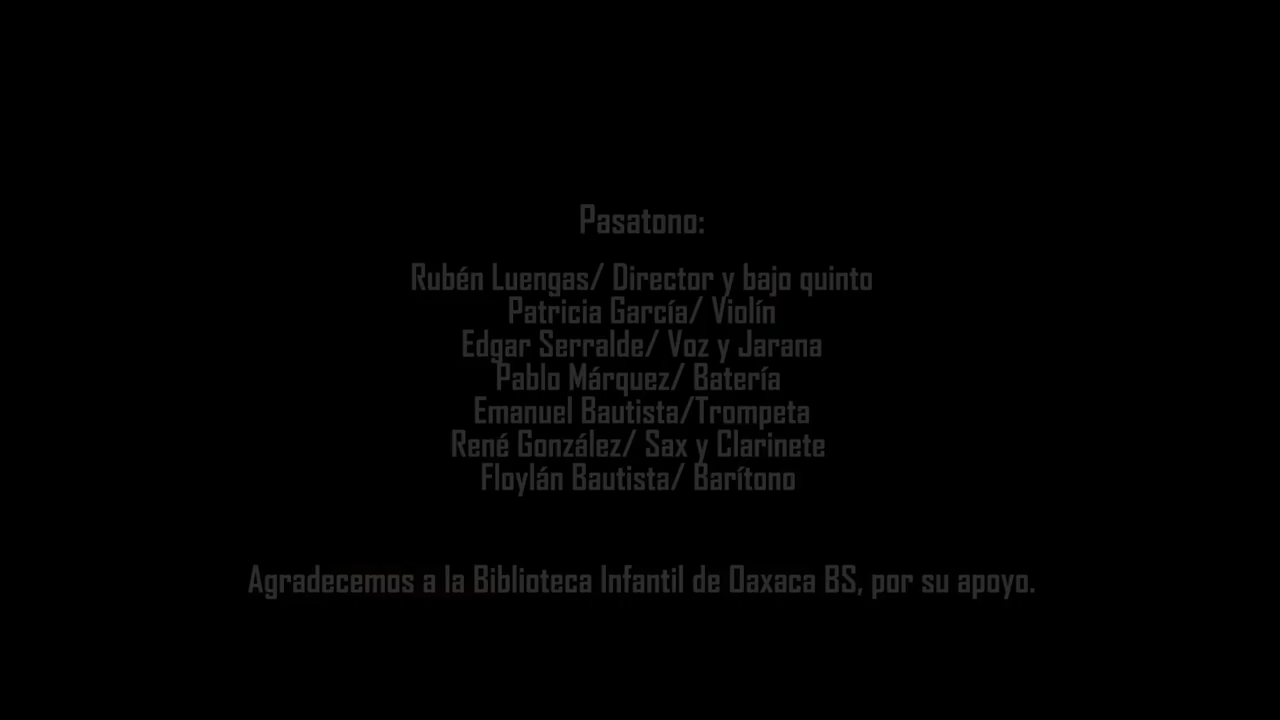 Pasatono:
Rubén Luengas/ Director y bajo quinto
Patricia García/ Violín
Edgar Serralde/ Voz y Jarana
Pablo Márquez/ Batería
Emanuel Bautista/Trompeta
René González/ Sax y Clarinete
Floylán Bautista/ Barítono
Agradecemos a la Biblioteca Infantil de Oaxaca BS, por su apoyo.